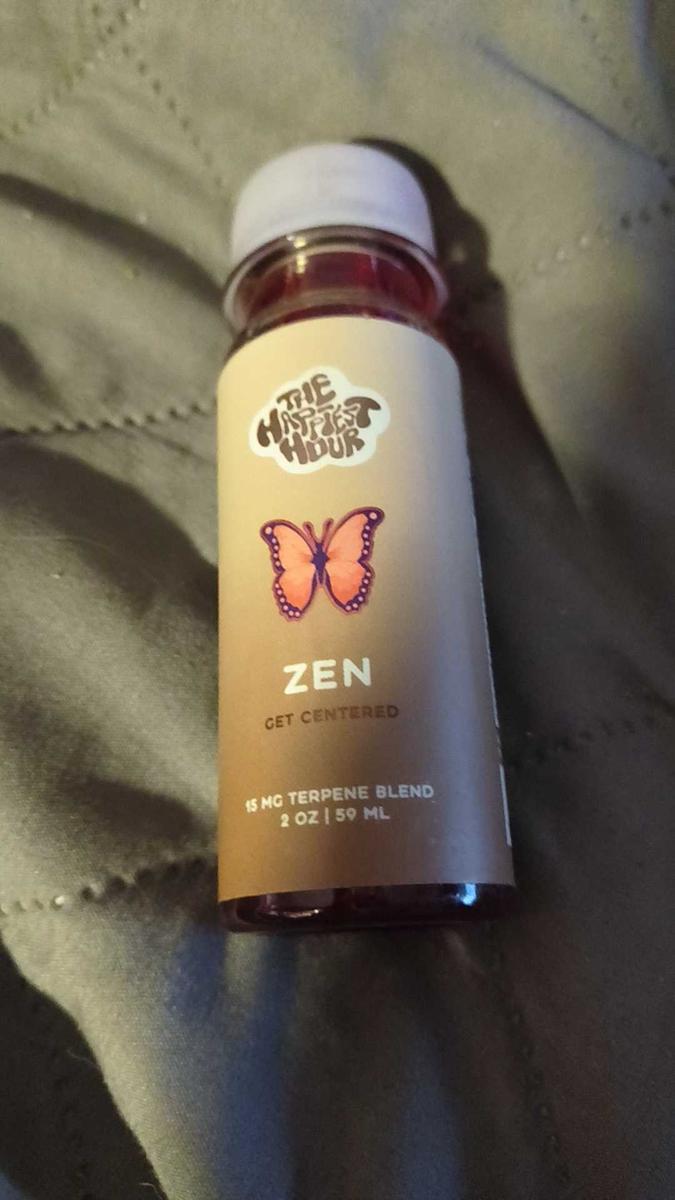 THE
HAPPIEST
HOUR
ZEN
GET CENTERED
15 MG TERPENE BLEND
2 OZ | 59 ML